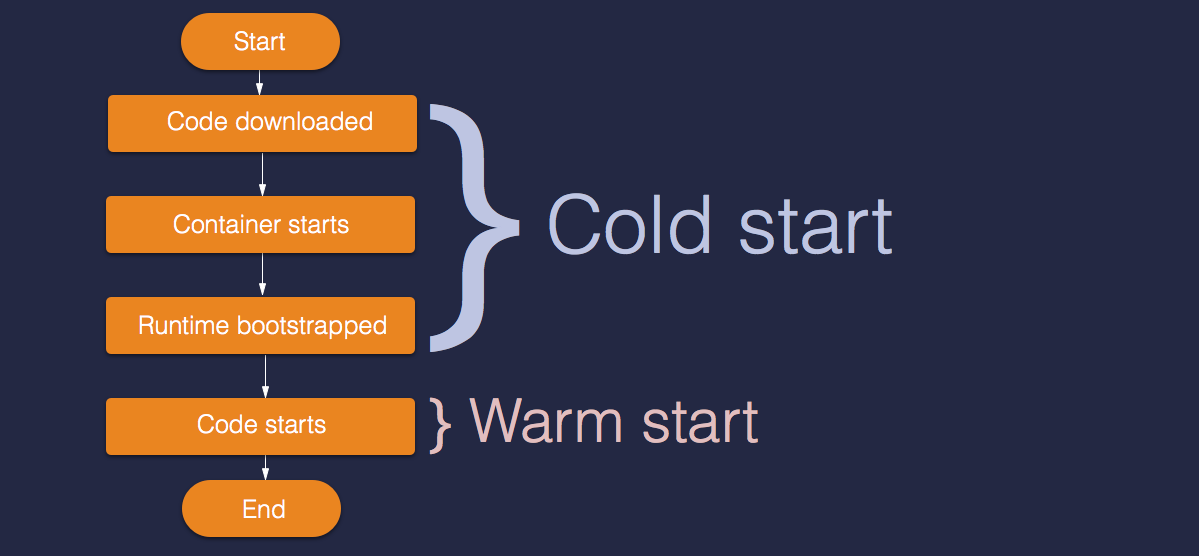 Start
Code downloaded
Container starts
Runtime bootstrapped
Cold start
Code starts
Warm start
End